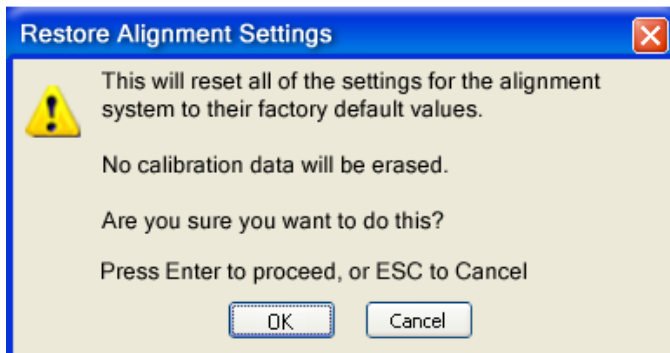 Restore Alignment Settings
This will reset all of the settings for the alignment
system to their factory default values.
No calibration data will be erased.
Are you sure you want to do this?
Press Enter to proceed, or ESC to Cancel
OK
Cancel